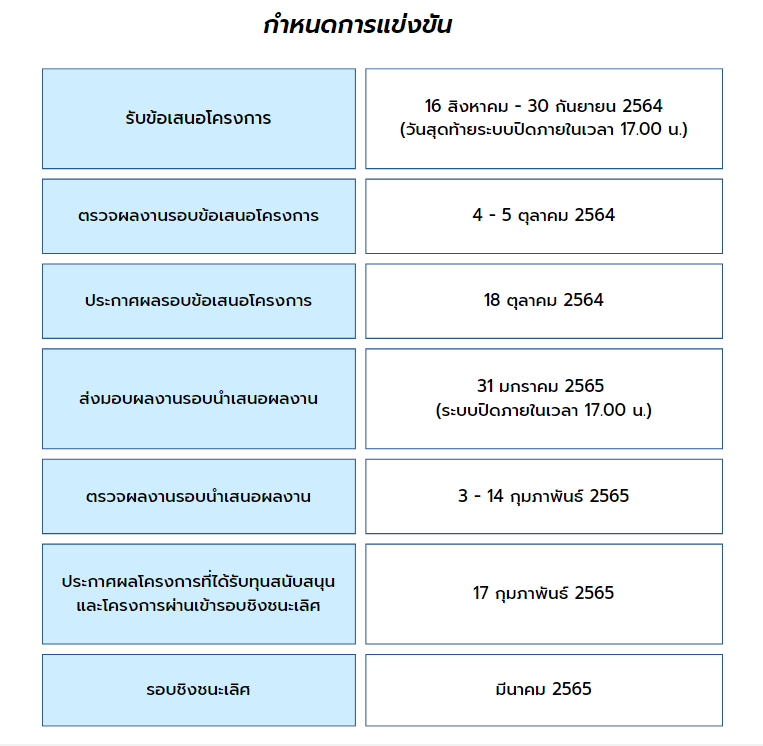 กำหนดการแข่งขัน
รับข้อเสนอโครงการ
16 สิงหาคม - 30 กันยายน 2564
(วันสุดท้ายระบบปิดภายในเวลา 17.00 น.)
ตรวจผลงานรอบข้อเสนอโครงการ
4 - 5 ตุลาคม 2564
ประกาศผลรอบข้อเสนอโครงการ
18 ตุลาคม 2564
ส่งมอบผลงานรอบนำเสนอผลงาน
31 มกราคม 2565
(ระบบปิดภายในเวลา 17.00 น.)
ตรวจผลงานรอบนำเสนอผลงาน
3 - 14 กุมภาพันธ์ 2565
ประกาศผลโครงการที่ได้รับทุนสนับสนุน
และโครงการผ่านเข้ารอบชิงชนะเลิศ
17 กุมภาพันธ์ 2565
รอบชิงชนะเลิศ
มีนาคม 2565